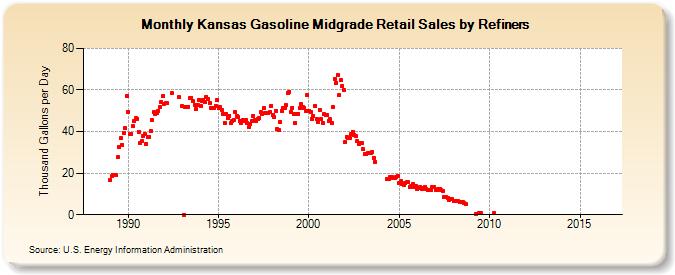 Monthly Kansas Gasoline Midgrade Retail Sales by Refiners
Thousand Gallons per Day
80
60
40
20
0
1990 1995 2000 2005 2010 2015
Source: U.S. Energy Information Administration